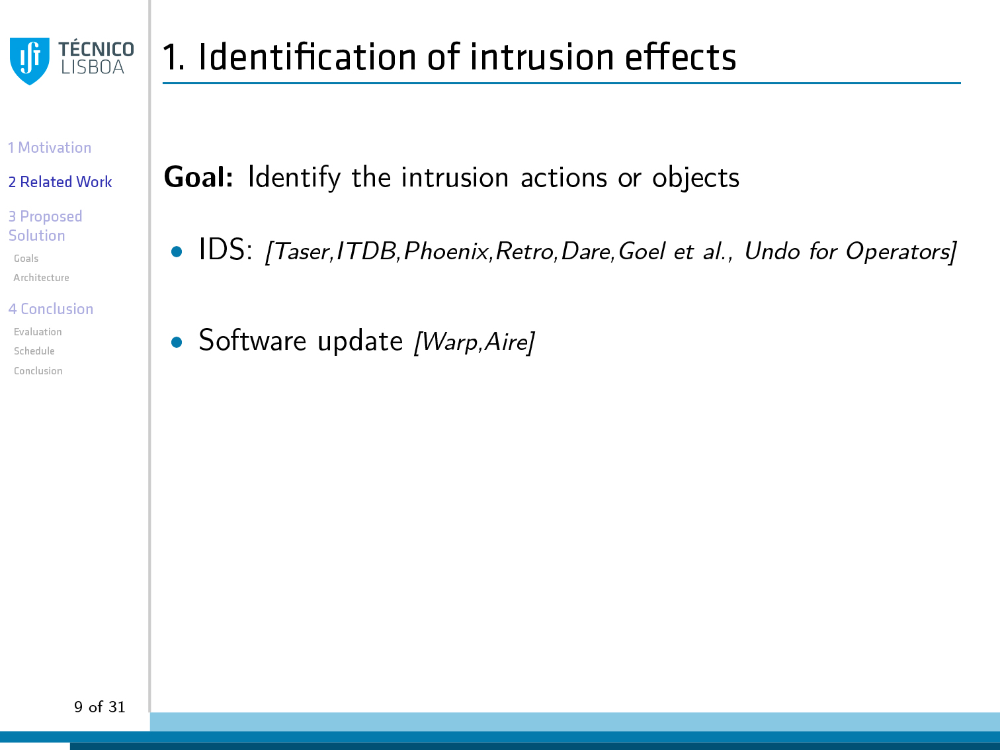 TÉCNICO
LISBOA
1. Identification of intrusion effects
1 Motivation
2 Related Work
3 Proposed
Solution
Goals
Architecture
4 Conclusion
Evaluation
Schedule
Conclusion
Goal: Identify the intrusion actions or objects
• IDS: [Taser,ITDB,Phoenix,Retro,Dare,Goel et al., Undo for Operators]
• Software update [Warp,Aire]
9 of 31